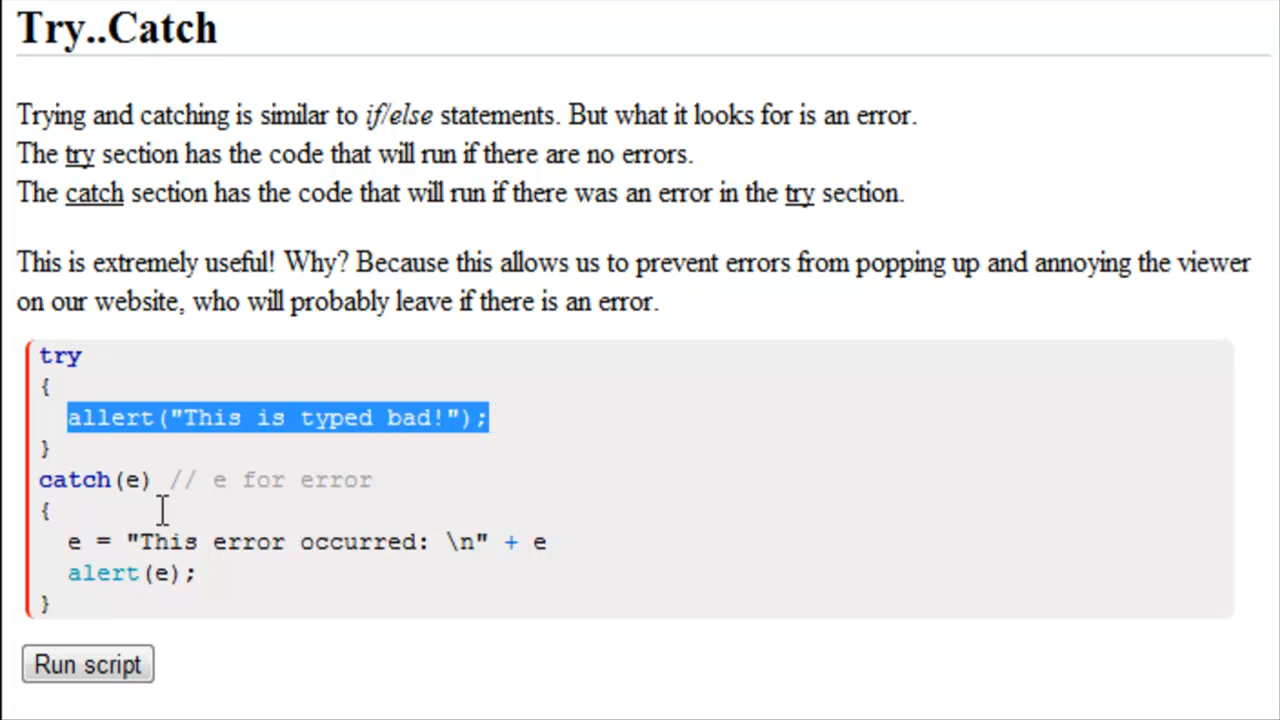 Try..Catch
Trying and catching is similar to if/else statements. But what it looks for is an error.
The try section has the code that will run if there are no errors.
The catch section has the code that will run if there was an error in the try section.
This is extremely useful! Why? Because this allows us to prevent errors from popping up and annoying the viewer
on our website, who will probably leave if there is an error.
try
{
allert("This is typed bad!");
}
catch(e) // e for error
{
e = "This error occurred: \n" + e
alert(e);
}
Run script